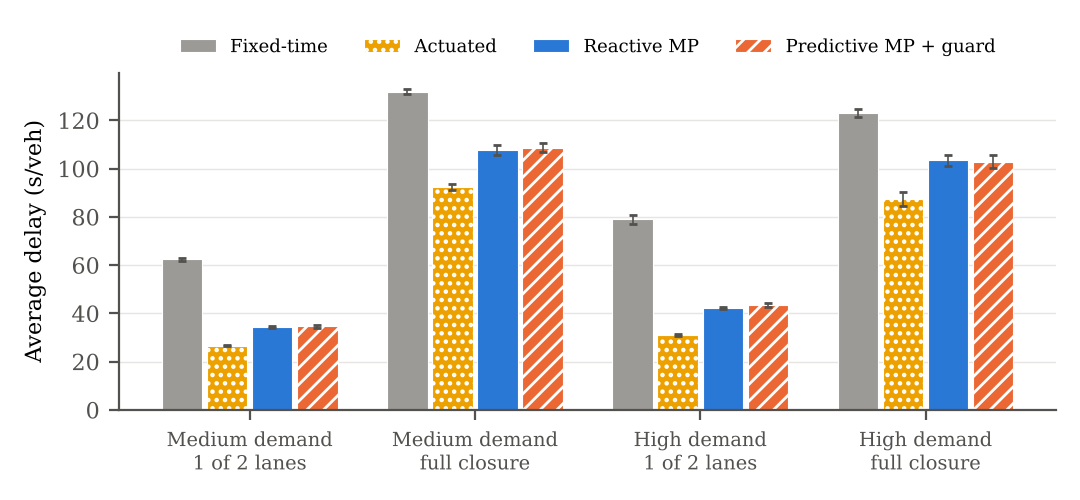 Fixed-time Actuated Reactive MP Predictive MP + guard
Average delay (s/veh)
120
100
80
60
40
20
0
Medium demand
1 of 2 lanes
Medium demand
full closure
High demand
1 of 2 lanes
High demand
full closure